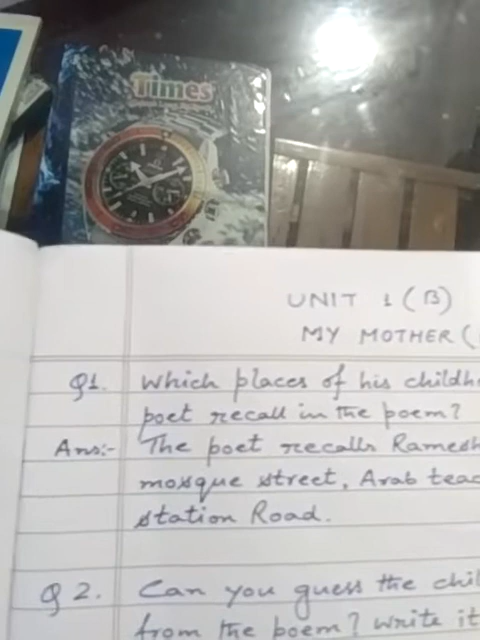 Times
UNIT 1 (B)
MY MOTHER (
Q1. Which places of his childh
poet recall in the poem?
Ans:- The poet recalls Ramesh
mosque street, Arab teac
station Road.
Q2. Can you guess the chil
from the poem? write it